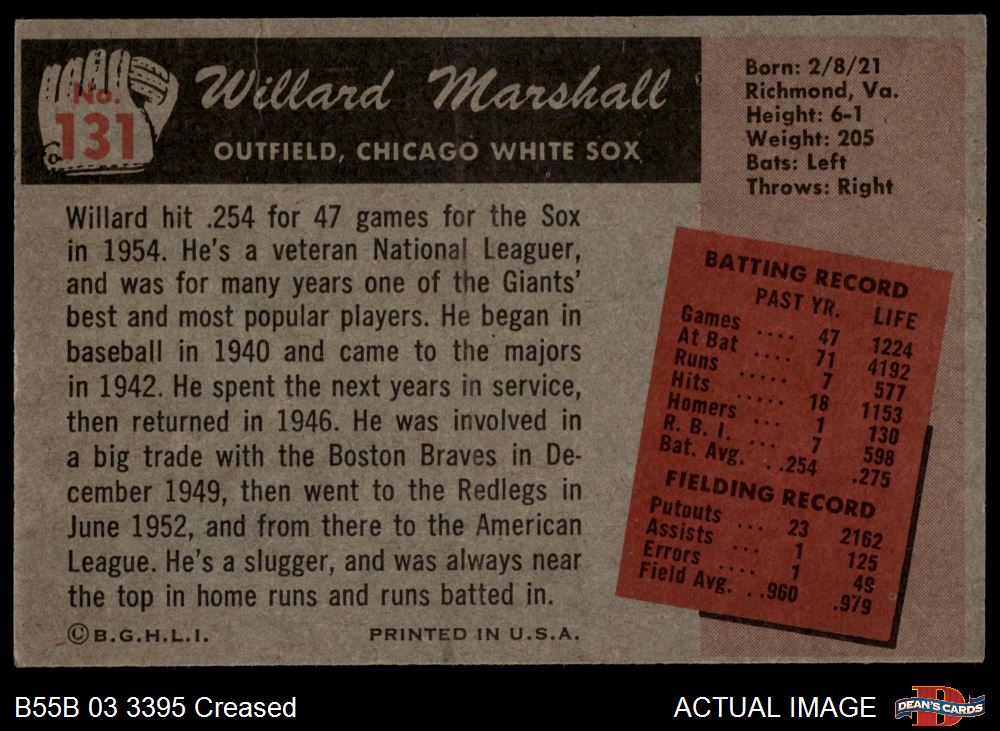 No.
131
Willard Marshall
OUTFIELD, CHICAGO WHITE SOX
Born: 2/8/21
Richmond, Va.
Height: 6-1
Weight: 205
Bats: Left
Throws: Right
Willard hit .254 for 47 games for the Sox
in 1954. He's a veteran National Leaguer,
and was for many years one of the Giants'
best and most popular players. He began in
baseball in 1940 and came to the majors
in 1942. He spent the next years in service,
then returned in 1946. He was involved in
a big trade with the Boston Braves in De-
cember 1949, then went to the Redlegs in
June 1952, and from there to the American
League. He's a slugger, and was always near
the top in home runs and runs batted in.
©B.G.H.L.I. PRINTED IN U.S.A.
BATTING RECORD
PAST YR. LIFE
Games .... 47 1224
At Bat .... 71 4192
Runs ..... 7 577
Hits ..... 18 1153
Homers ... 1 130
R. B. I. ... 7 598
Bat. Avg. . .254 .275
FIELDING RECORD
Putouts ... 23 2162
Assists ... 1 125
Errors .... 1 49
Field Avg. . .960 .979
B55B 03 3395 Creased
ACTUAL IMAGE
DEAN'S CARDS